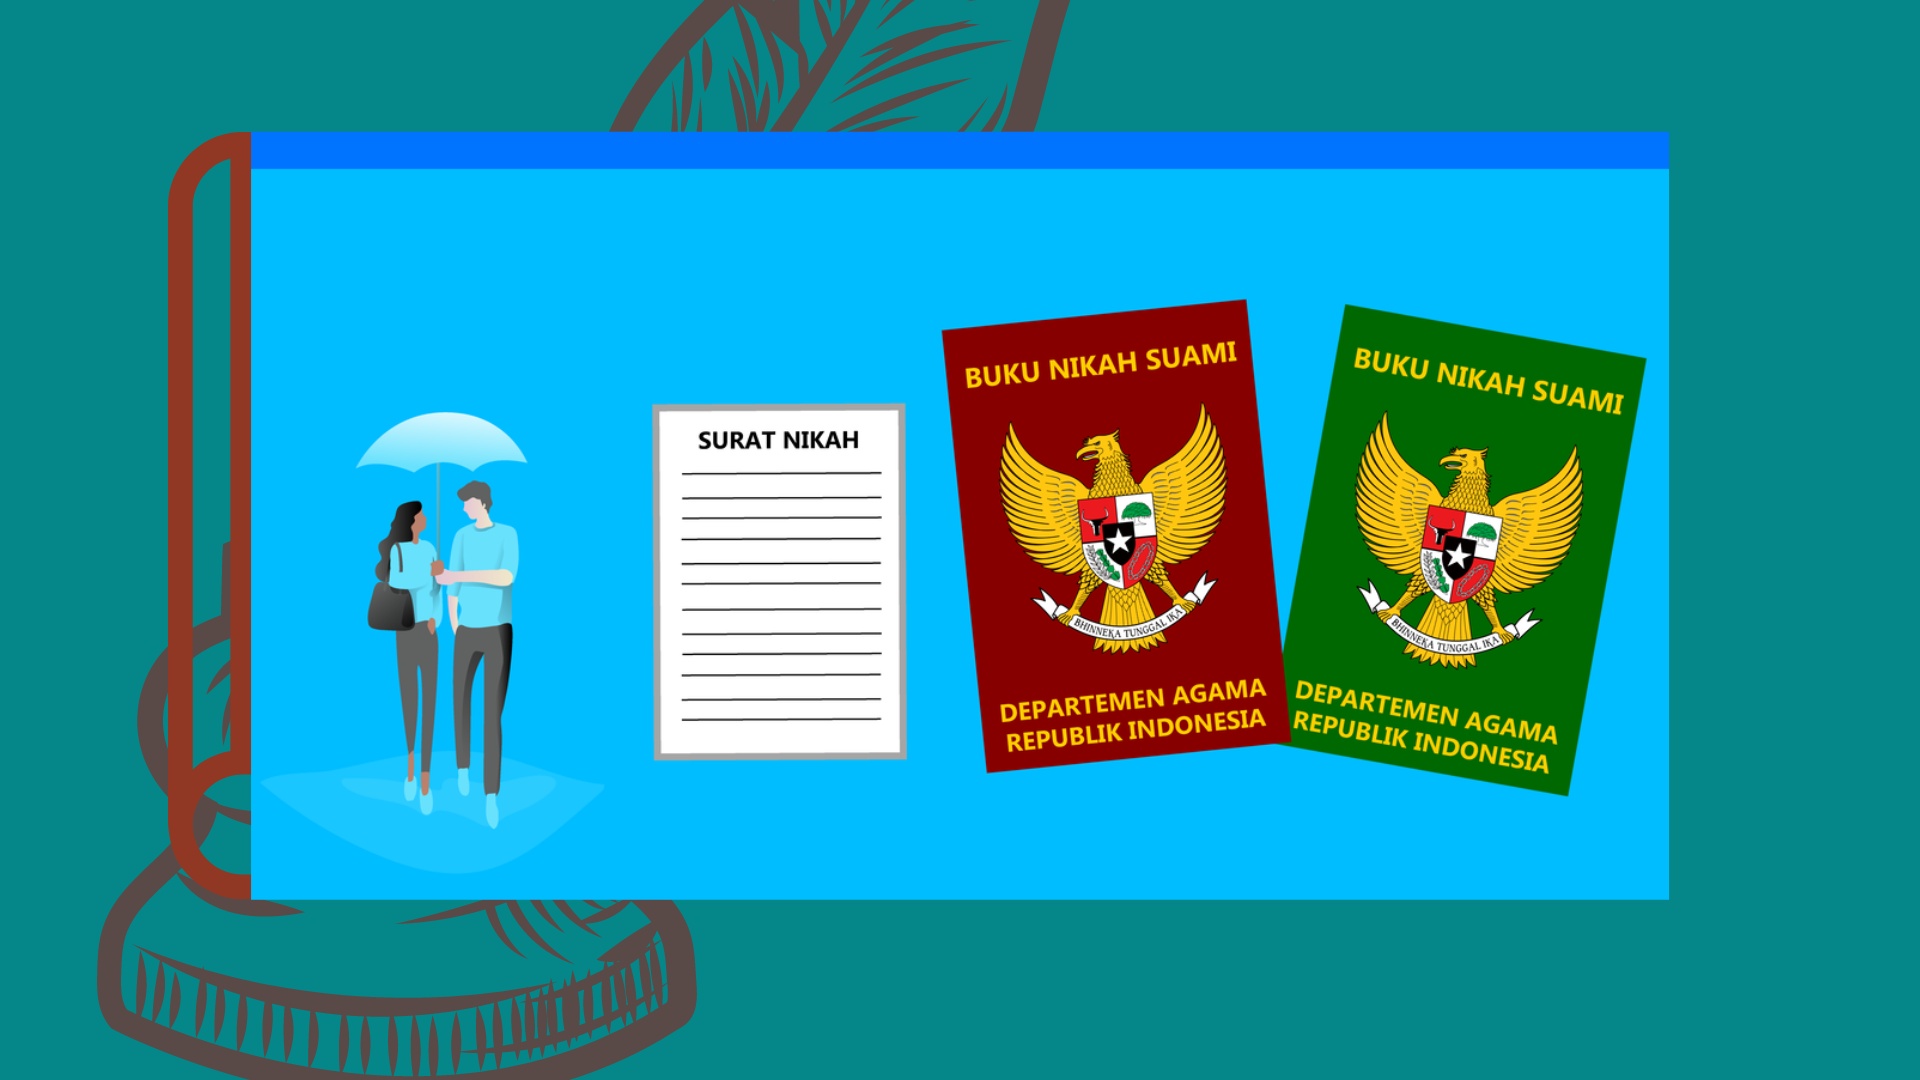 SURAT NIKAH
BUKU NIKAH SUAMI
BHINNEKA TUNGGAL IKA
DEPARTEMEN AGAMA
REPUBLIK INDONESIA
BUKU NIKAH SUAMI
BHINNEKA TUNGGAL IKA
DEPARTEMEN AGAMA
REPUBLIK INDONESIA